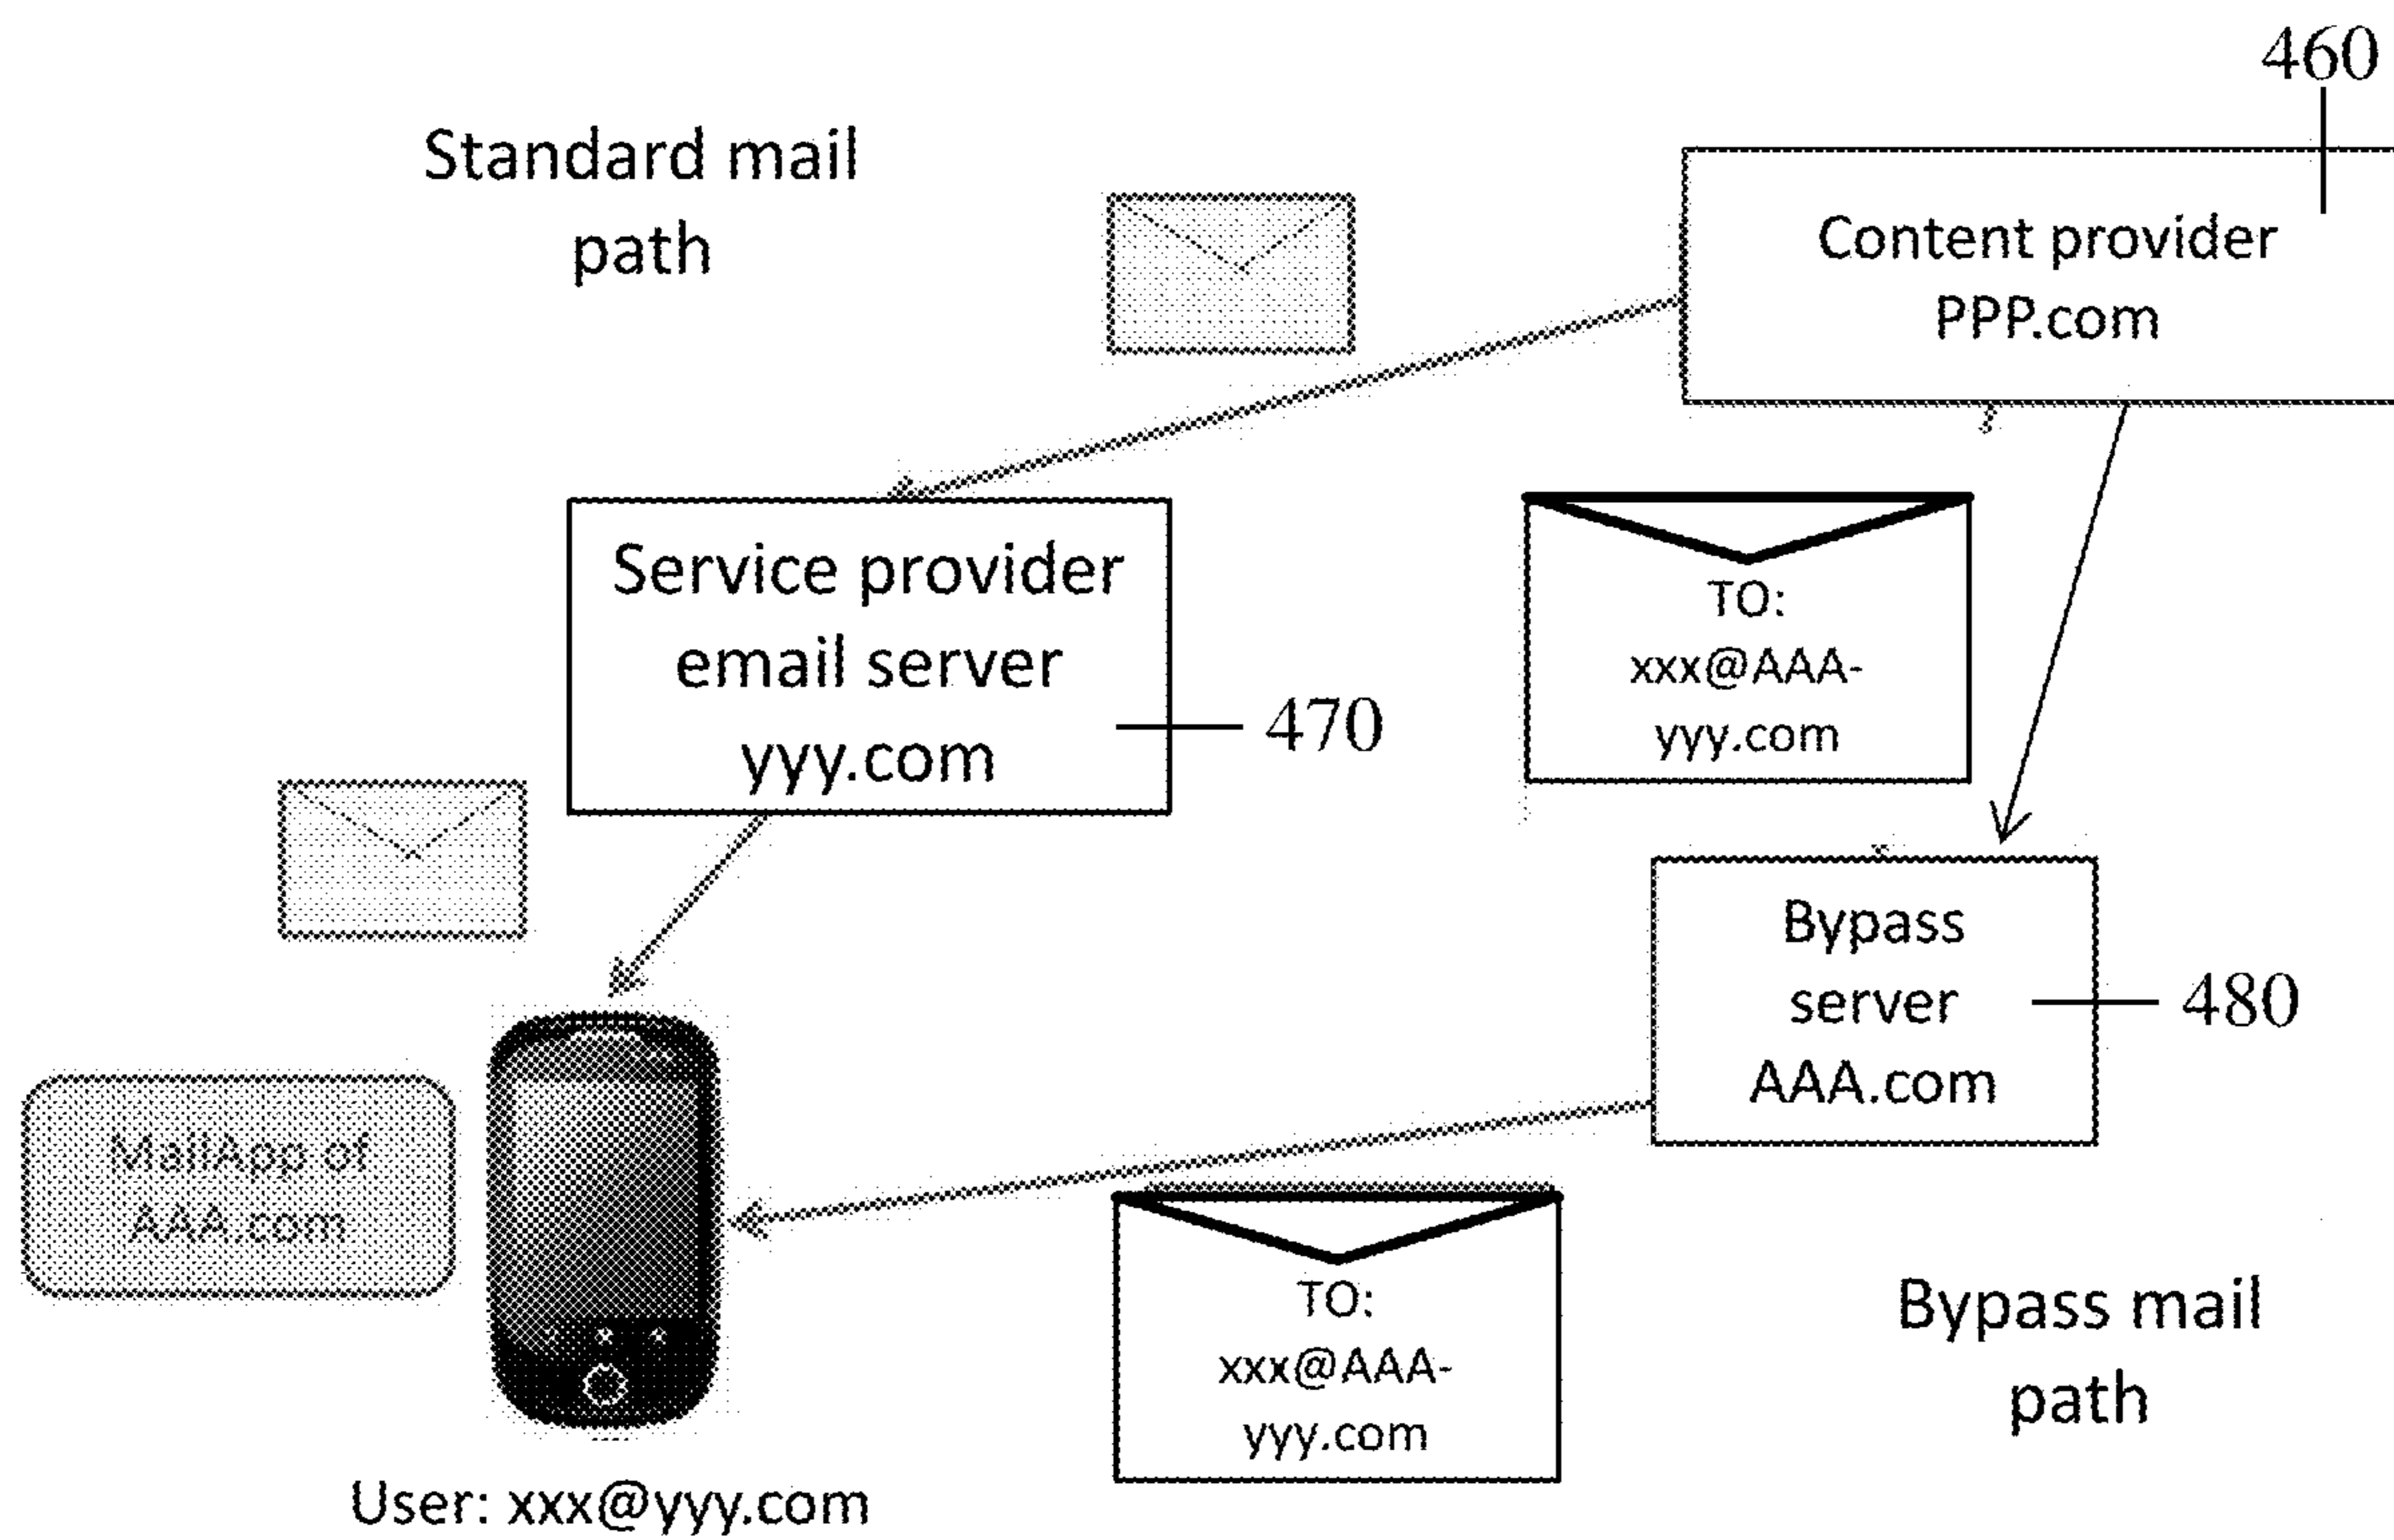 460
Standard mail
path
Content provider
PPP.com
Service provider
email server
yyy.com
470
TO:
xxx@AAA-
yyy.com
Bypass
server
AAA.com
480
MailApp of
AAA.com
TO:
xxx@AAA-
yyy.com
Bypass mail
path
User: xxx@yyy.com